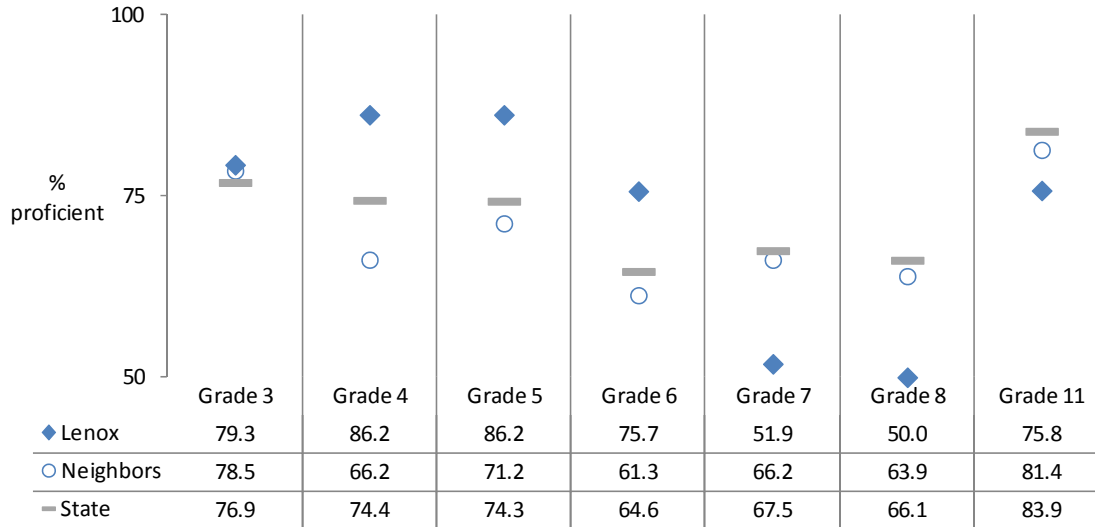 100
%
proficient
75
50
Grade 3 Grade 4 Grade 5 Grade 6 Grade 7 Grade 8 Grade 11
Lenox 79.3 86.2 86.2 75.7 51.9 50.0 75.8
Neighbors 78.5 66.2 71.2 61.3 66.2 63.9 81.4
State 76.9 74.4 74.3 64.6 67.5 66.1 83.9